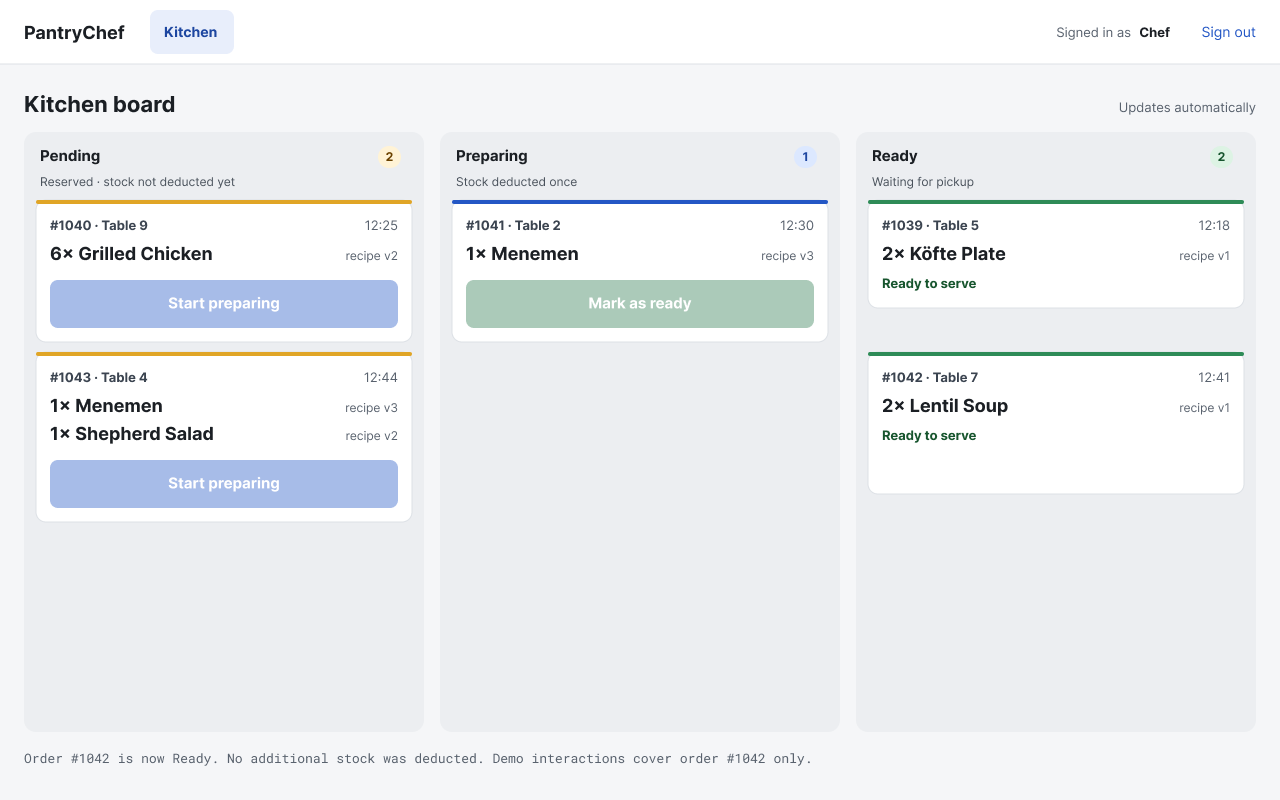 PantryChef Kitchen Signed in as Chef Sign out
Kitchen board Updates automatically
Pending 2
Reserved · stock not deducted yet
#1040 · Table 9 12:25
6× Grilled Chicken recipe v2
Start preparing
#1043 · Table 4 12:44
1× Menemen recipe v3
1× Shepherd Salad recipe v2
Start preparing
Preparing 1
Stock deducted once
#1041 · Table 2 12:30
1× Menemen recipe v3
Mark as ready
Ready 2
Waiting for pickup
#1039 · Table 5 12:18
2× Köfte Plate recipe v1
Ready to serve
#1042 · Table 7 12:41
2× Lentil Soup recipe v1
Ready to serve
Order #1042 is now Ready. No additional stock was deducted. Demo interactions cover order #1042 only.